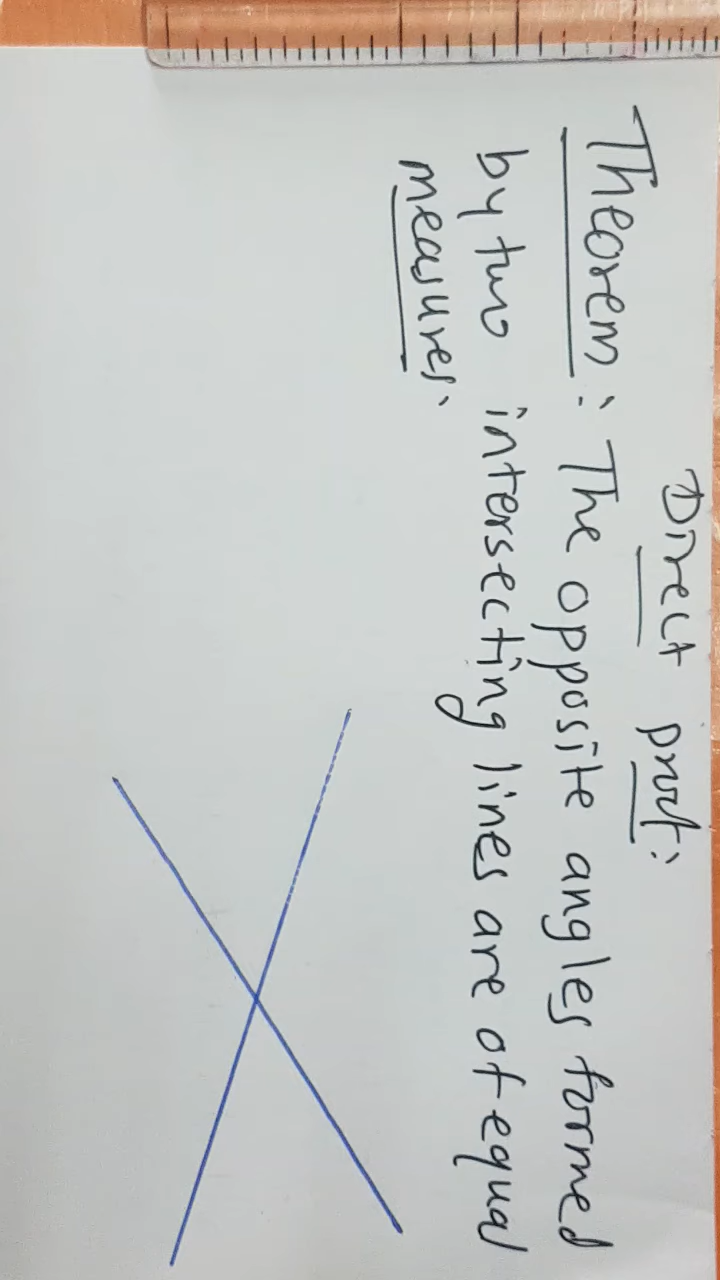 Direct proof:
Theorem: The opposite angles formed
by two intersecting lines are of equal
measures.